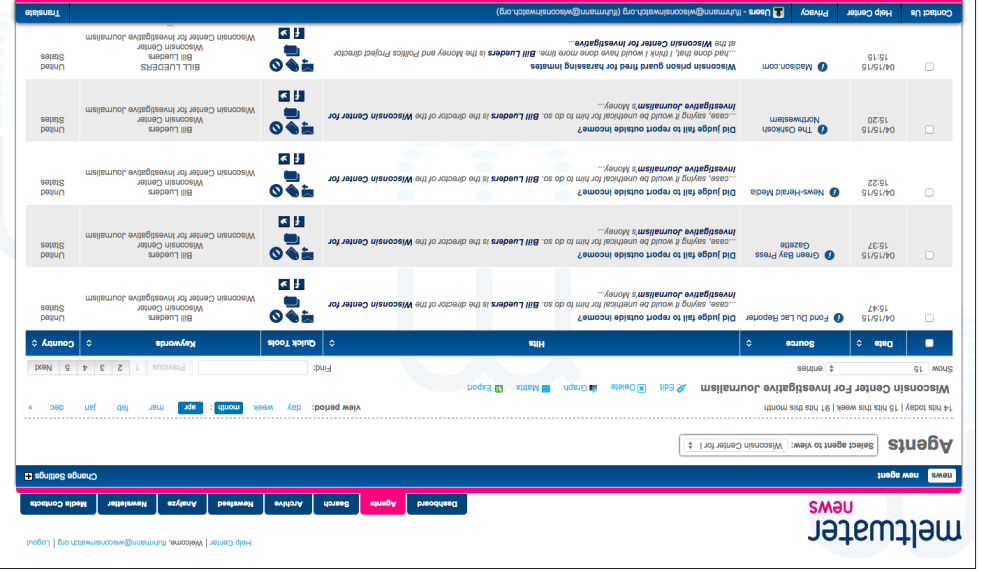 meltwater
news
Help Center | Welcome, lfuhrmann@wisconsinwatch.org | Logout
Dashboard Agents Search Archive Newsfeed Analyze Newsletter Media Contacts
news new agent Change Settings
Agents Select agent to view: Wisconsin Center for I
14 hits today | 15 hits this week | 91 hits this month
view period: day week month : apr mar feb jan dec »
Wisconsin Center For Investigative Journalism Edit Delete Graph Matrix Export
Show 15 entries Find: Previous 1 2 3 4 5 Next
Date Source Hits Quick Tools Keywords Country
04/15/15
15:47
Fond Du Lac Reporter
Did judge fail to report outside income?
...case, saying it would be unethical for him to do so. Bill Lueders is the director of the Wisconsin Center for
Investigative Journalism's Money...
Bill Lueders
Wisconsin Center
Wisconsin Center for Investigative Journalism
United
States
04/15/15
15:37
Green Bay Press
Gazette
Did judge fail to report outside income?
...case, saying it would be unethical for him to do so. Bill Lueders is the director of the Wisconsin Center for
Investigative Journalism's Money...
Bill Lueders
Wisconsin Center
Wisconsin Center for Investigative Journalism
United
States
04/15/15
15:22
News-Herald Media
Did judge fail to report outside income?
...case, saying it would be unethical for him to do so. Bill Lueders is the director of the Wisconsin Center for
Investigative Journalism's Money...
Bill Lueders
Wisconsin Center
Wisconsin Center for Investigative Journalism
United
States
04/15/15
15:20
The Oshkosh
Northwestern
Did judge fail to report outside income?
...case, saying it would be unethical for him to do so. Bill Lueders is the director of the Wisconsin Center for
Investigative Journalism's Money...
Bill Lueders
Wisconsin Center
Wisconsin Center for Investigative Journalism
United
States
04/15/15
15:15
Madison.com
Wisconsin prison guard fired for harassing inmates
...had done that, I think I would have done more time. Bill Lueders is the Money and Politics Project director
at the Wisconsin Center for Investigative...
BILL LUEDERS
Bill Lueders
Wisconsin Center
Wisconsin Center for Investigative Journalism
United
States
Contact Us Help Center Privacy Users - lfuhrmann@wisconsinwatch.org (lfuhrmann@wisconsinwatch.org) Translate